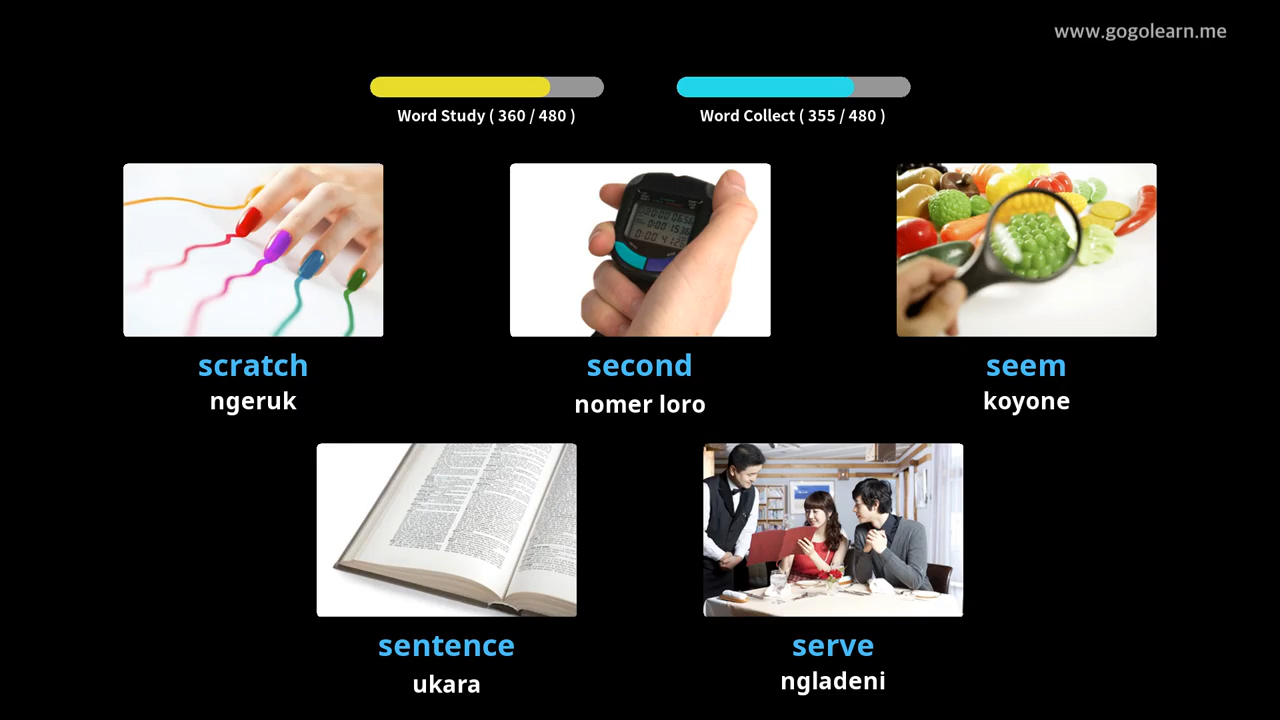 www.gogolearn.me
Word Study ( 360 / 480 )
Word Collect ( 355 / 480 )
scratch
ngeruk
second
nomer loro
seem
koyone
sentence
ukara
serve
ngladeni